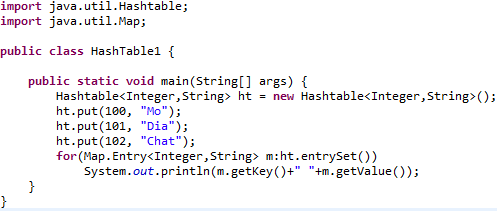 import java.util.Hashtable;
import java.util.Map;
public class HashTable1 {
public static void main(String[] args) {
Hashtable<Integer,String> ht = new Hashtable<Integer,String>();
ht.put(100, "Mo");
ht.put(101, "Dia");
ht.put(102, "Chat");
for(Map.Entry<Integer,String> m:ht.entrySet())
System.out.println(m.getKey()+" "+m.getValue());
}
}